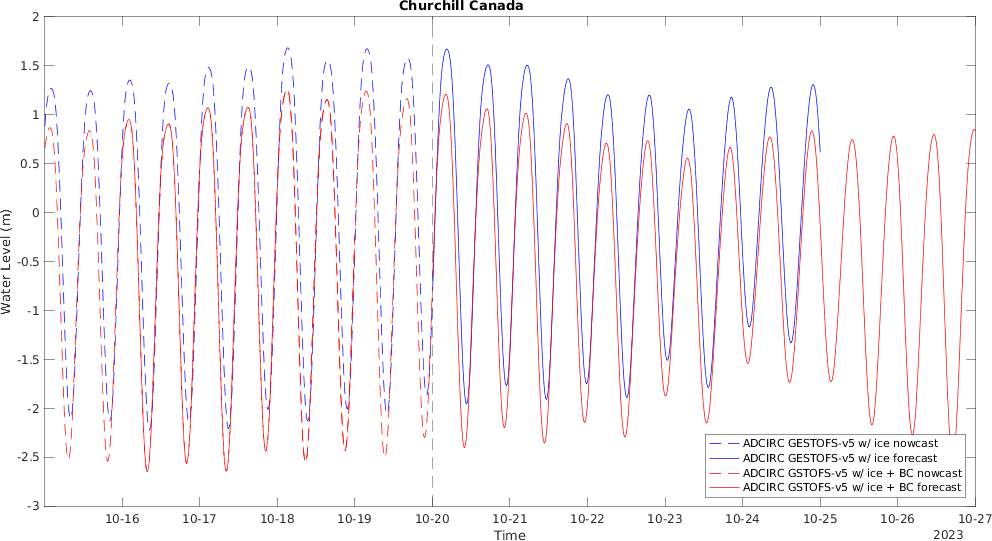 Churchill Canada
Water Level (m)
2
1.5
1
0.5
0
-0.5
-1
-1.5
-2
-2.5
-3
ADCIRC GESTOFS-v5 w/ ice nowcast
ADCIRC GESTOFS-v5 w/ ice forecast
ADCIRC GSTOFS-v5 w/ ice + BC nowcast
ADCIRC GSTOFS-v5 w/ ice + BC forecast
10-16 10-17 10-18 10-19 10-20 10-21 10-22 10-23 10-24 10-25 10-26 10-27
Time
2023